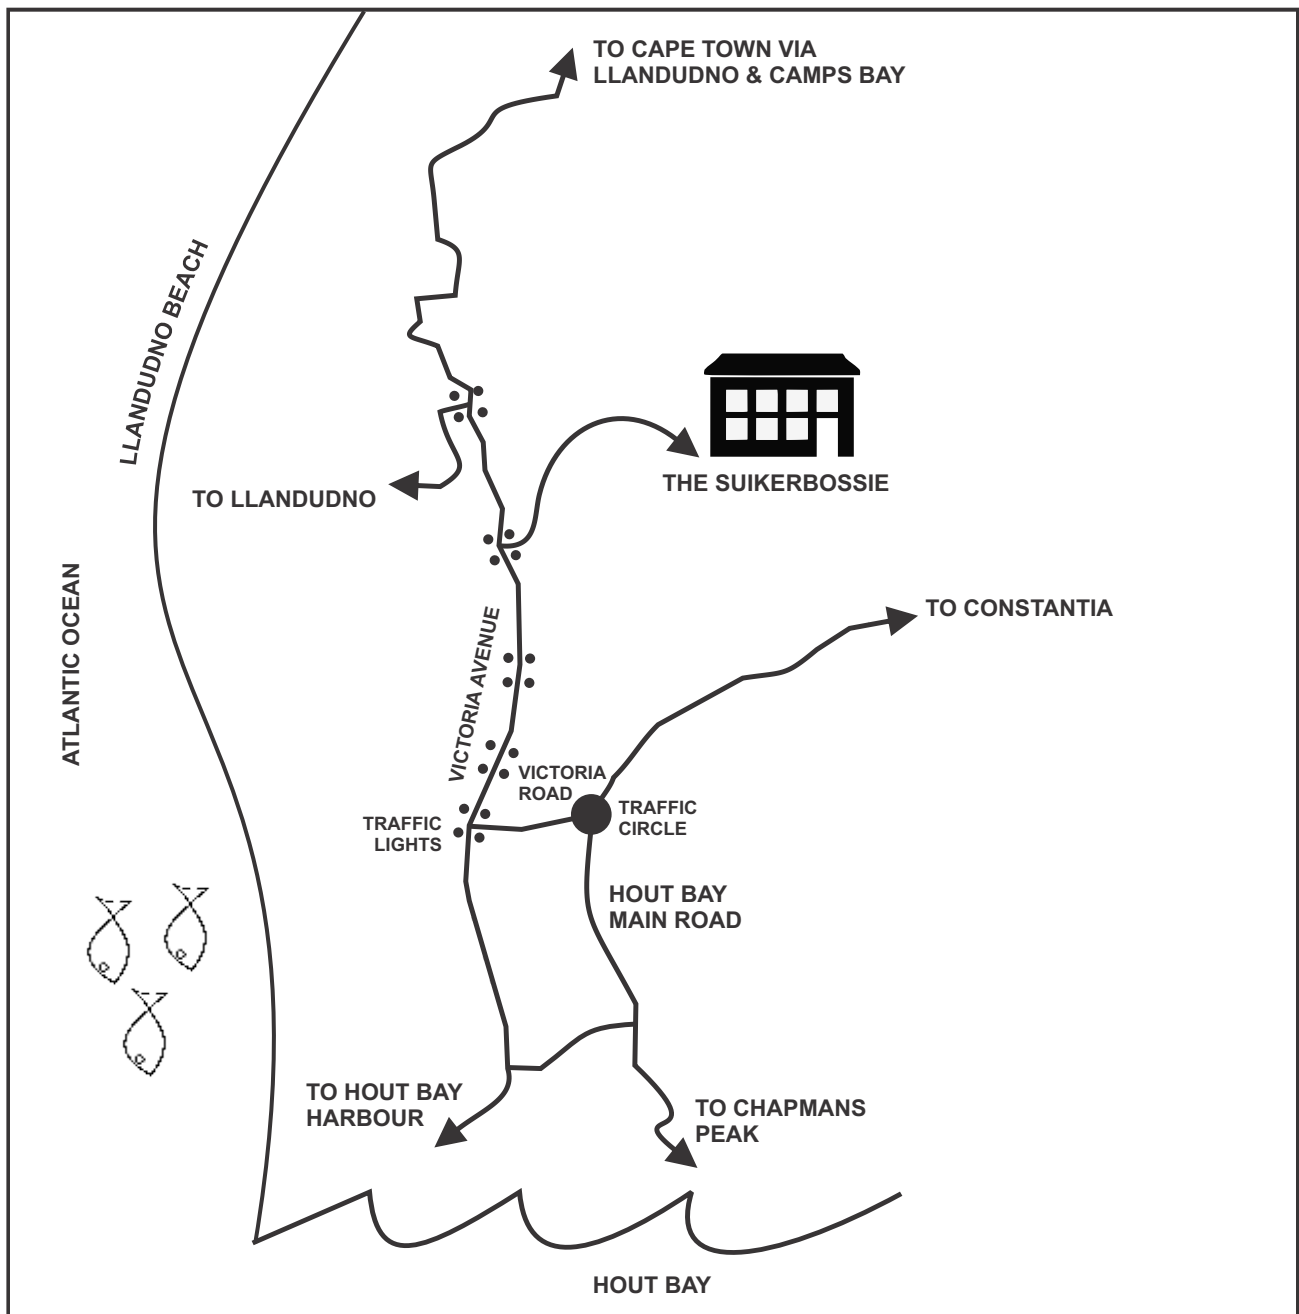 TO CAPE TOWN VIA
LLANDUDNO & CAMPS BAY
LLANDUDNO BEACH
THE SUIKERBOSSIE
TO LLANDUDNO
ATLANTIC OCEAN
TO CONSTANTIA
VICTORIA AVENUE
VICTORIA
ROAD
TRAFFIC
CIRCLE
TRAFFIC
LIGHTS
HOUT BAY
MAIN ROAD
TO HOUT BAY
HARBOUR
TO CHAPMANS
PEAK
HOUT BAY